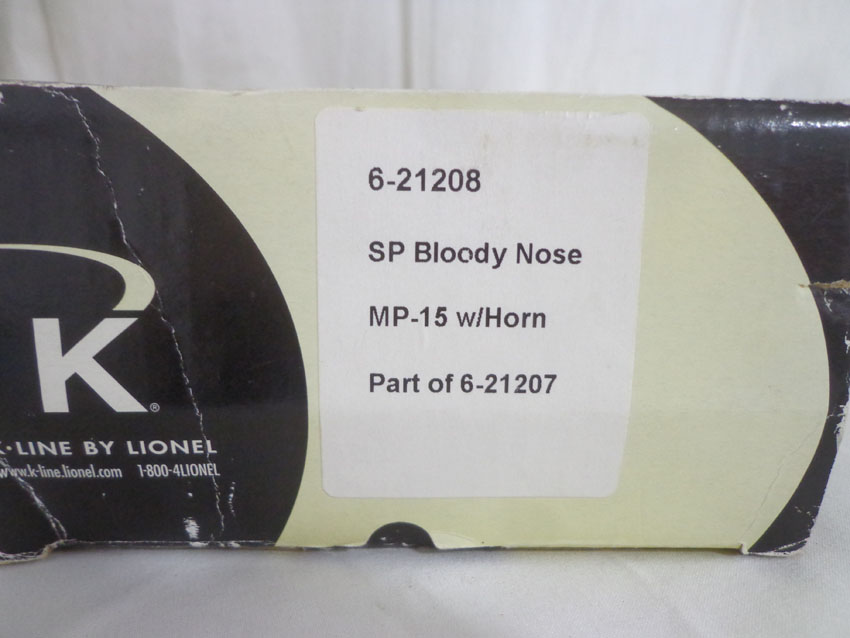 6-21208
SP Bloody Nose
MP-15 w/Horn
Part of 6-21207
K®
K-LINE BY LIONEL
www.k-line.lionel.com 1-800-4LIONEL